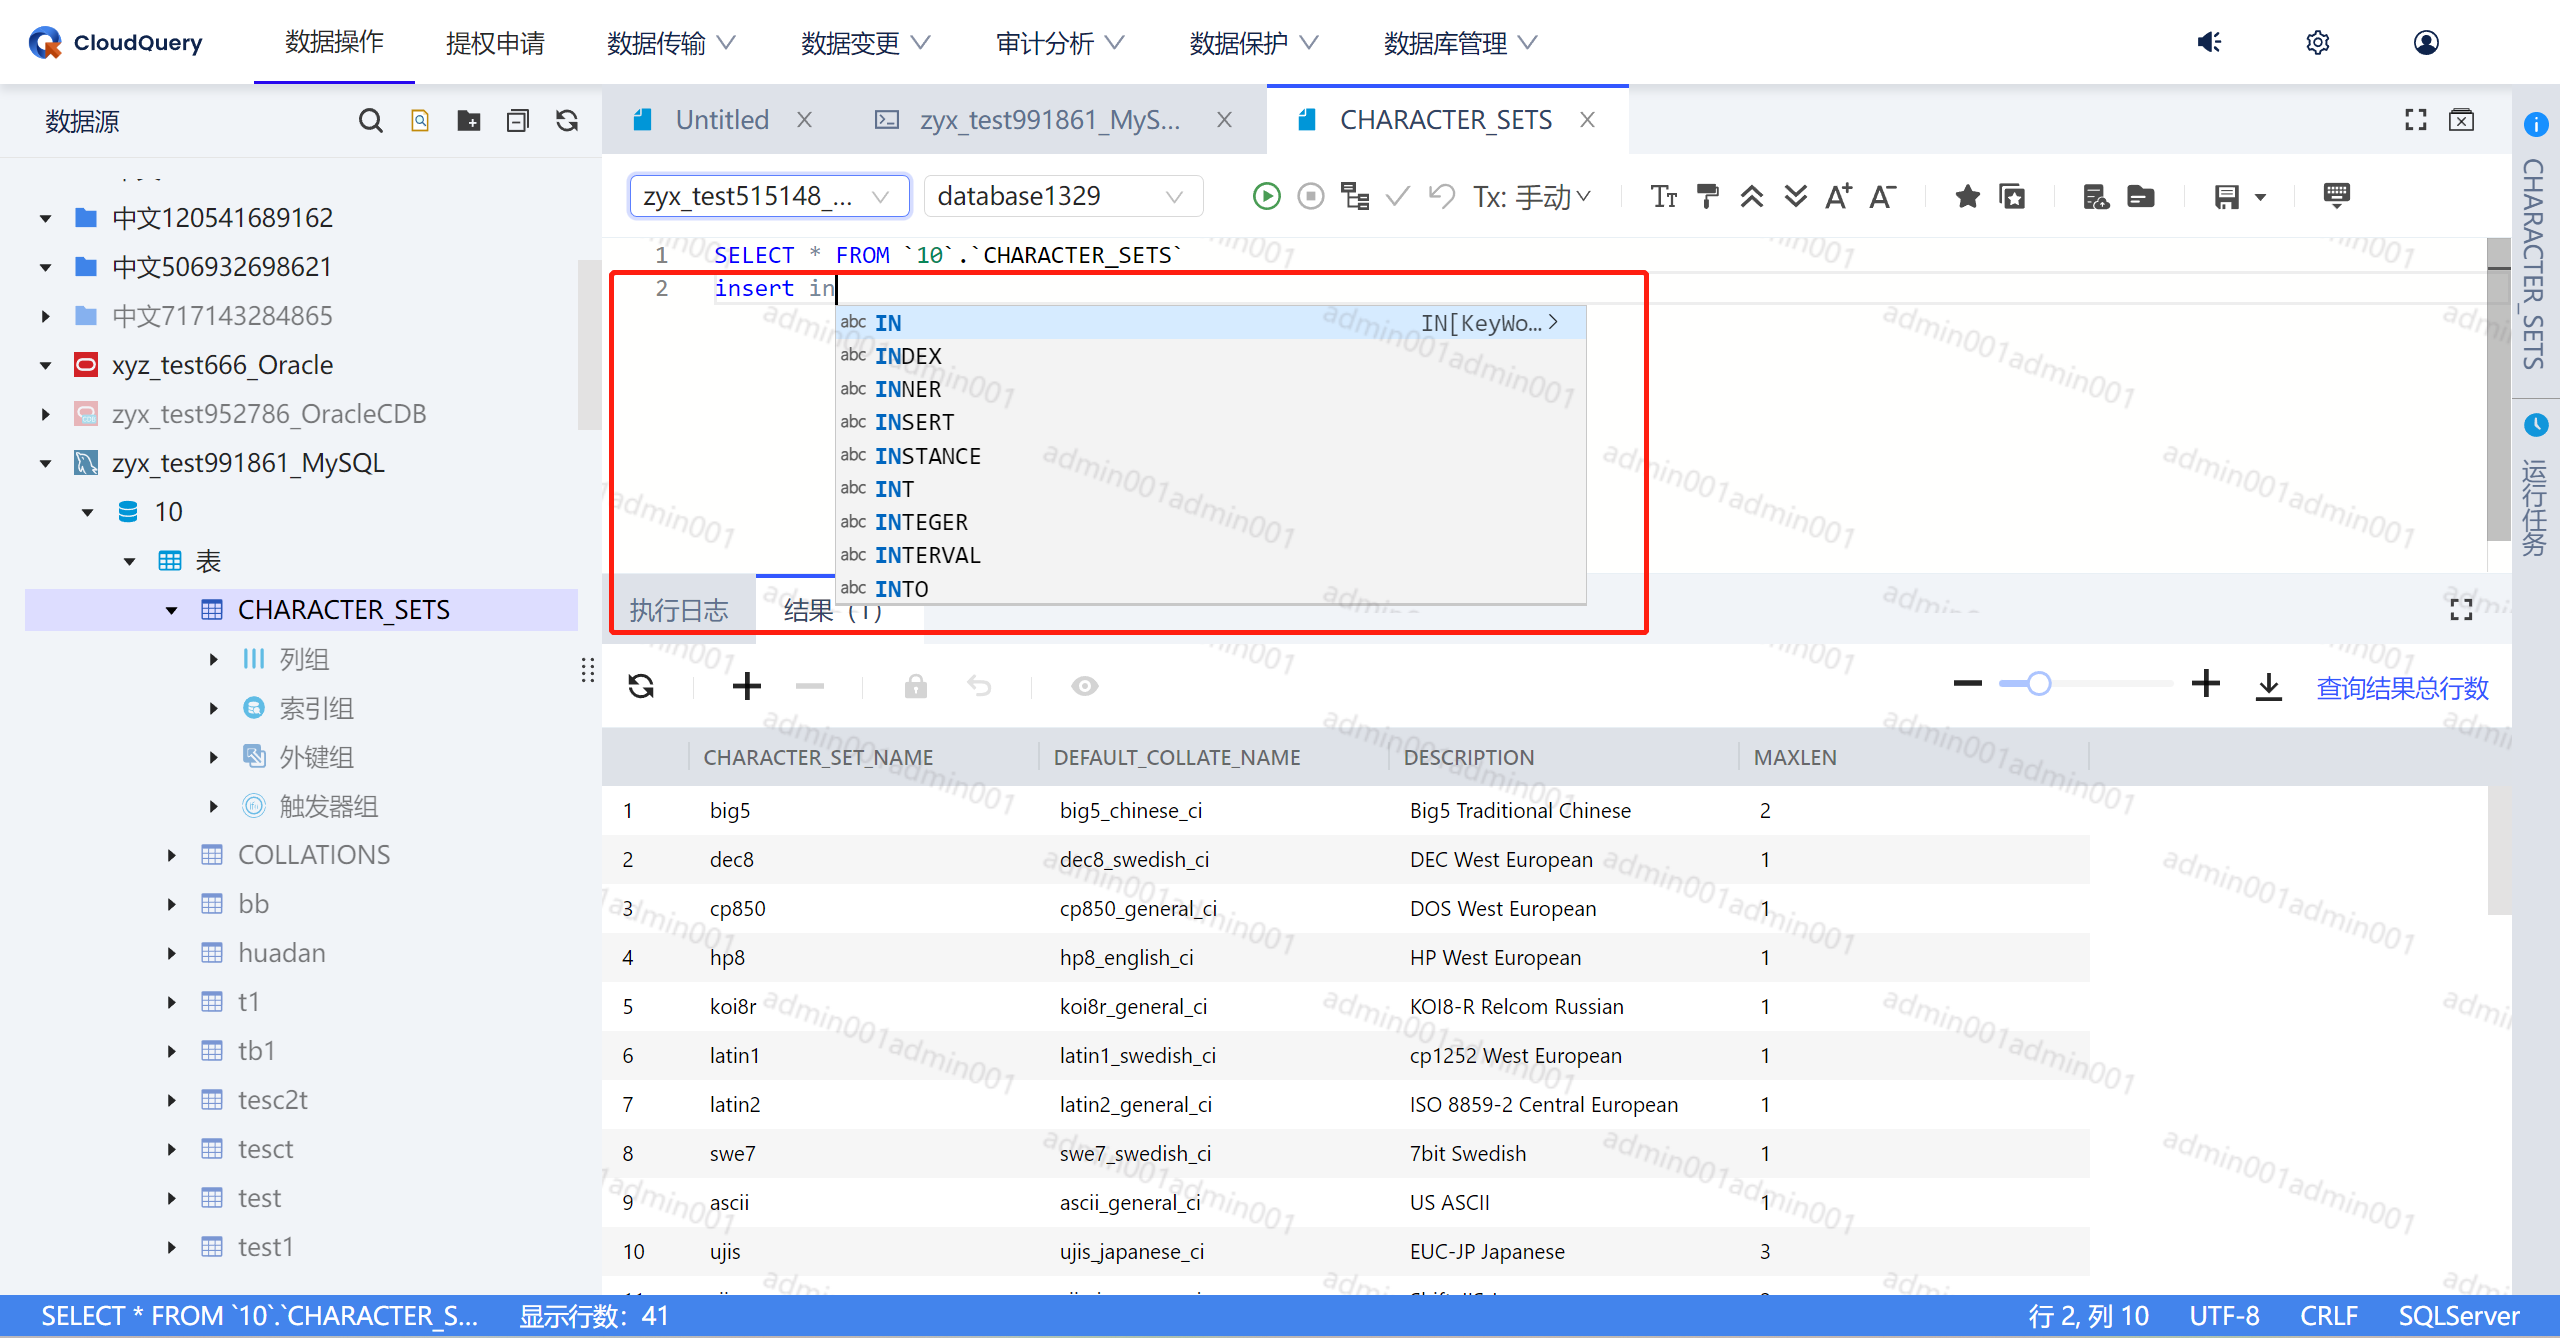 CloudQuery
数据操作
提权申请
数据传输
数据变更
审计分析
数据保护
数据库管理
数据源
中文120541689162
中文506932698621
中文717143284865
xyz_test666_Oracle
zyx_test952786_OracleCDB
zyx_test991861_MySQL
10
表
CHARACTER_SETS
列组
索引组
外键组
触发器组
COLLATIONS
bb
huadan
t1
tb1
tesc2t
tesct
test
test1
Untitled
zyx_test991861_MyS...
CHARACTER_SETS
zyx_test515148_...
database1329
Tx: 手动
1 SELECT * FROM `10`.`CHARACTER_SETS`
2 insert in
abc IN IN[KeyWo...
abc INDEX
abc INNER
abc INSERT
abc INSTANCE
abc INT
abc INTEGER
abc INTERVAL
abc INTO
执行日志
结果 (1)
查询结果总行数
CHARACTER_SET_NAME DEFAULT_COLLATE_NAME DESCRIPTION MAXLEN
1 big5 big5_chinese_ci Big5 Traditional Chinese 2
2 dec8 dec8_swedish_ci DEC West European 1
3 cp850 cp850_general_ci DOS West European 1
4 hp8 hp8_english_ci HP West European 1
5 koi8r koi8r_general_ci KOI8-R Relcom Russian 1
6 latin1 latin1_swedish_ci cp1252 West European 1
7 latin2 latin2_general_ci ISO 8859-2 Central European 1
8 swe7 swe7_swedish_ci 7bit Swedish 1
9 ascii ascii_general_ci US ASCII 1
10 ujis ujis_japanese_ci EUC-JP Japanese 3
CHARACTER_SETS
运行任务
admin001admin001
SELECT * FROM `10`.`CHARACTER_S...
显示行数：41
行 2, 列 10
UTF-8
CRLF
SQLServer